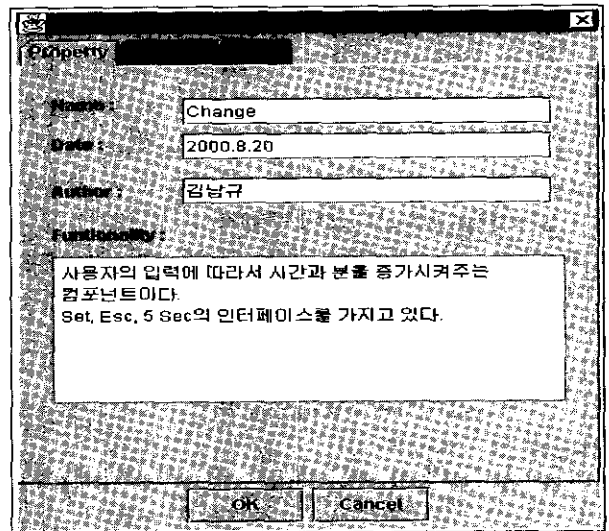 Property
Name : Change
Date : 2000.8.20
Author : 김남규
Funtionality :
사용자의 입력에 따라서 시간과 분을 증가시켜주는
컴포넌트이다.
Set, Esc, 5 Sec의 인터페이스를 가지고 있다.
OK Cancel